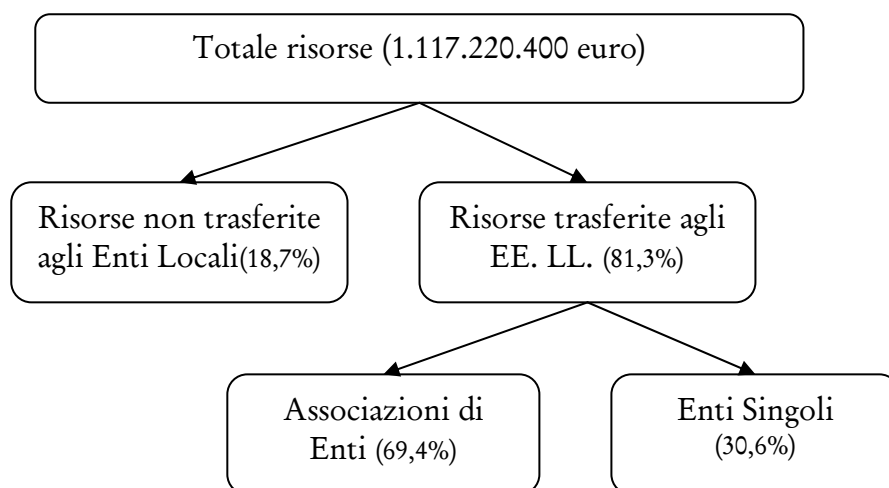 Totale risorse (1.117.220.400 euro)
Risorse non trasferite
agli Enti Locali(18,7%)
Risorse trasferite agli
EE. LL. (81,3%)
Associazioni di
Enti (69,4%)
Enti Singoli
(30,6%)